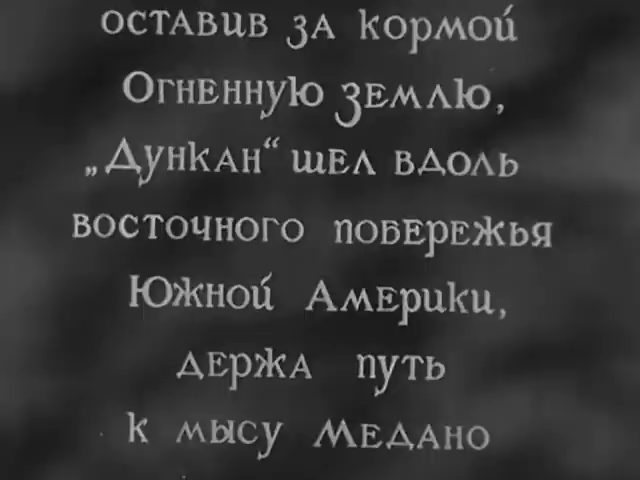 оставив за кормой
Огненную Землю,
„Дункан“ шел вдоль
восточного побережья
Южной Америки,
держа путь
к мысу Медано